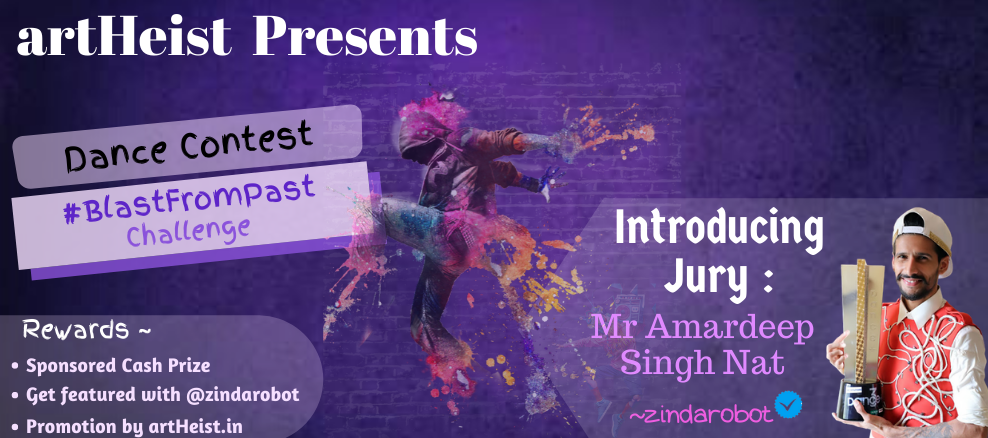 artHeist Presents
Dance Contest
#BlastFromPast
Challenge
Rewards ~
• Sponsored Cash Prize
• Get featured with @zindarobot
• Promotion by artHeist.in
Introducing
Jury :
Mr Amardeep
Singh Nat
~zindarobot